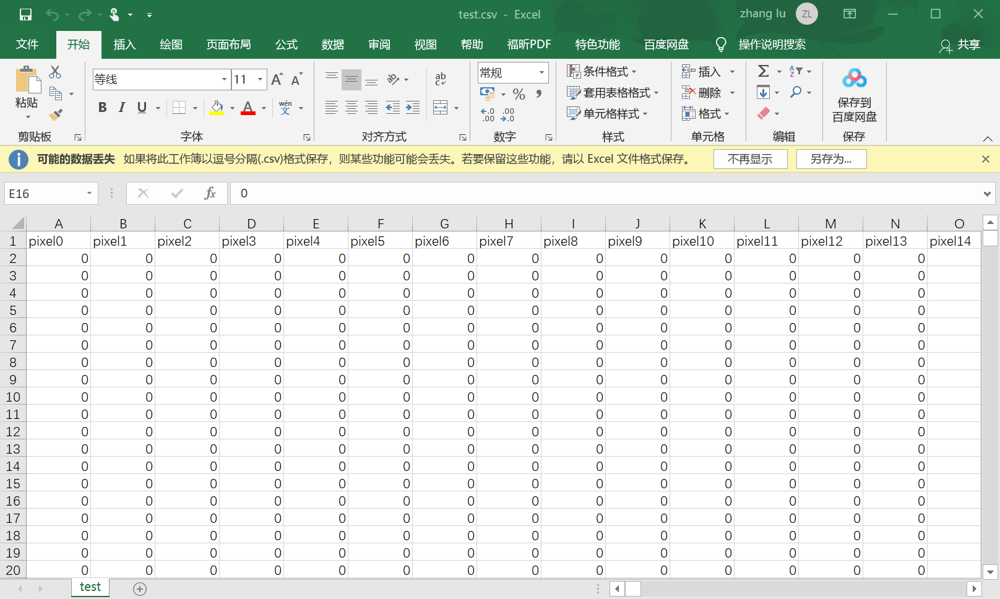 test.csv - Excel
zhang lu ZL
文件 开始 插入 绘图 页面布局 公式 数据 审阅 视图 帮助 福昕PDF 特色功能 百度网盘 操作说明搜索 共享
粘贴
剪贴板
等线 11
A A
B I U A wén 文
字体
ab c
对齐方式
常规
% ,
.0 .00 .00 .0
数字
条件格式
套用表格格式
单元格样式
样式
插入
删除
格式
单元格
Σ AZ
编辑
保存到
百度网盘
保存
可能的数据丢失 如果将此工作簿以逗号分隔(.csv)格式保存，则某些功能可能会丢失。若要保留这些功能，请以 Excel 文件格式保存。 不再显示 另存为...
E16 fx 0
A B C D E F G H I J K L M N O
1 pixel0 pixel1 pixel2 pixel3 pixel4 pixel5 pixel6 pixel7 pixel8 pixel9 pixel10 pixel11 pixel12 pixel13 pixel14
2 0 0 0 0 0 0 0 0 0 0 0 0 0 0
3 0 0 0 0 0 0 0 0 0 0 0 0 0 0
4 0 0 0 0 0 0 0 0 0 0 0 0 0 0
5 0 0 0 0 0 0 0 0 0 0 0 0 0 0
6 0 0 0 0 0 0 0 0 0 0 0 0 0 0
7 0 0 0 0 0 0 0 0 0 0 0 0 0 0
8 0 0 0 0 0 0 0 0 0 0 0 0 0 0
9 0 0 0 0 0 0 0 0 0 0 0 0 0 0
10 0 0 0 0 0 0 0 0 0 0 0 0 0 0
11 0 0 0 0 0 0 0 0 0 0 0 0 0 0
12 0 0 0 0 0 0 0 0 0 0 0 0 0 0
13 0 0 0 0 0 0 0 0 0 0 0 0 0 0
14 0 0 0 0 0 0 0 0 0 0 0 0 0 0
15 0 0 0 0 0 0 0 0 0 0 0 0 0 0
16 0 0 0 0 0 0 0 0 0 0 0 0 0 0
17 0 0 0 0 0 0 0 0 0 0 0 0 0 0
18 0 0 0 0 0 0 0 0 0 0 0 0 0 0
19 0 0 0 0 0 0 0 0 0 0 0 0 0 0
20 0 0 0 0 0 0 0 0 0 0 0 0 0 0
test